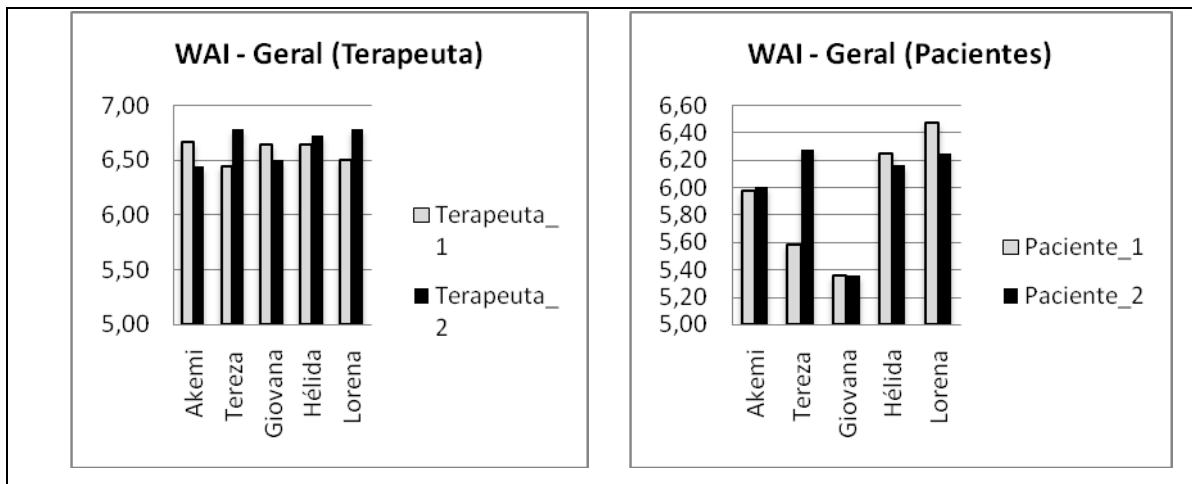 WAI - Geral (Terapeuta)
7,00
6,50
6,00
5,50
5,00
Akemi
Tereza
Giovana
Hélida
Lorena
Terapeuta_
1
Terapeuta_
2
WAI - Geral (Pacientes)
6,60
6,40
6,20
6,00
5,80
5,60
5,40
5,20
5,00
Akemi
Tereza
Giovana
Hélida
Lorena
Paciente_1
Paciente_2